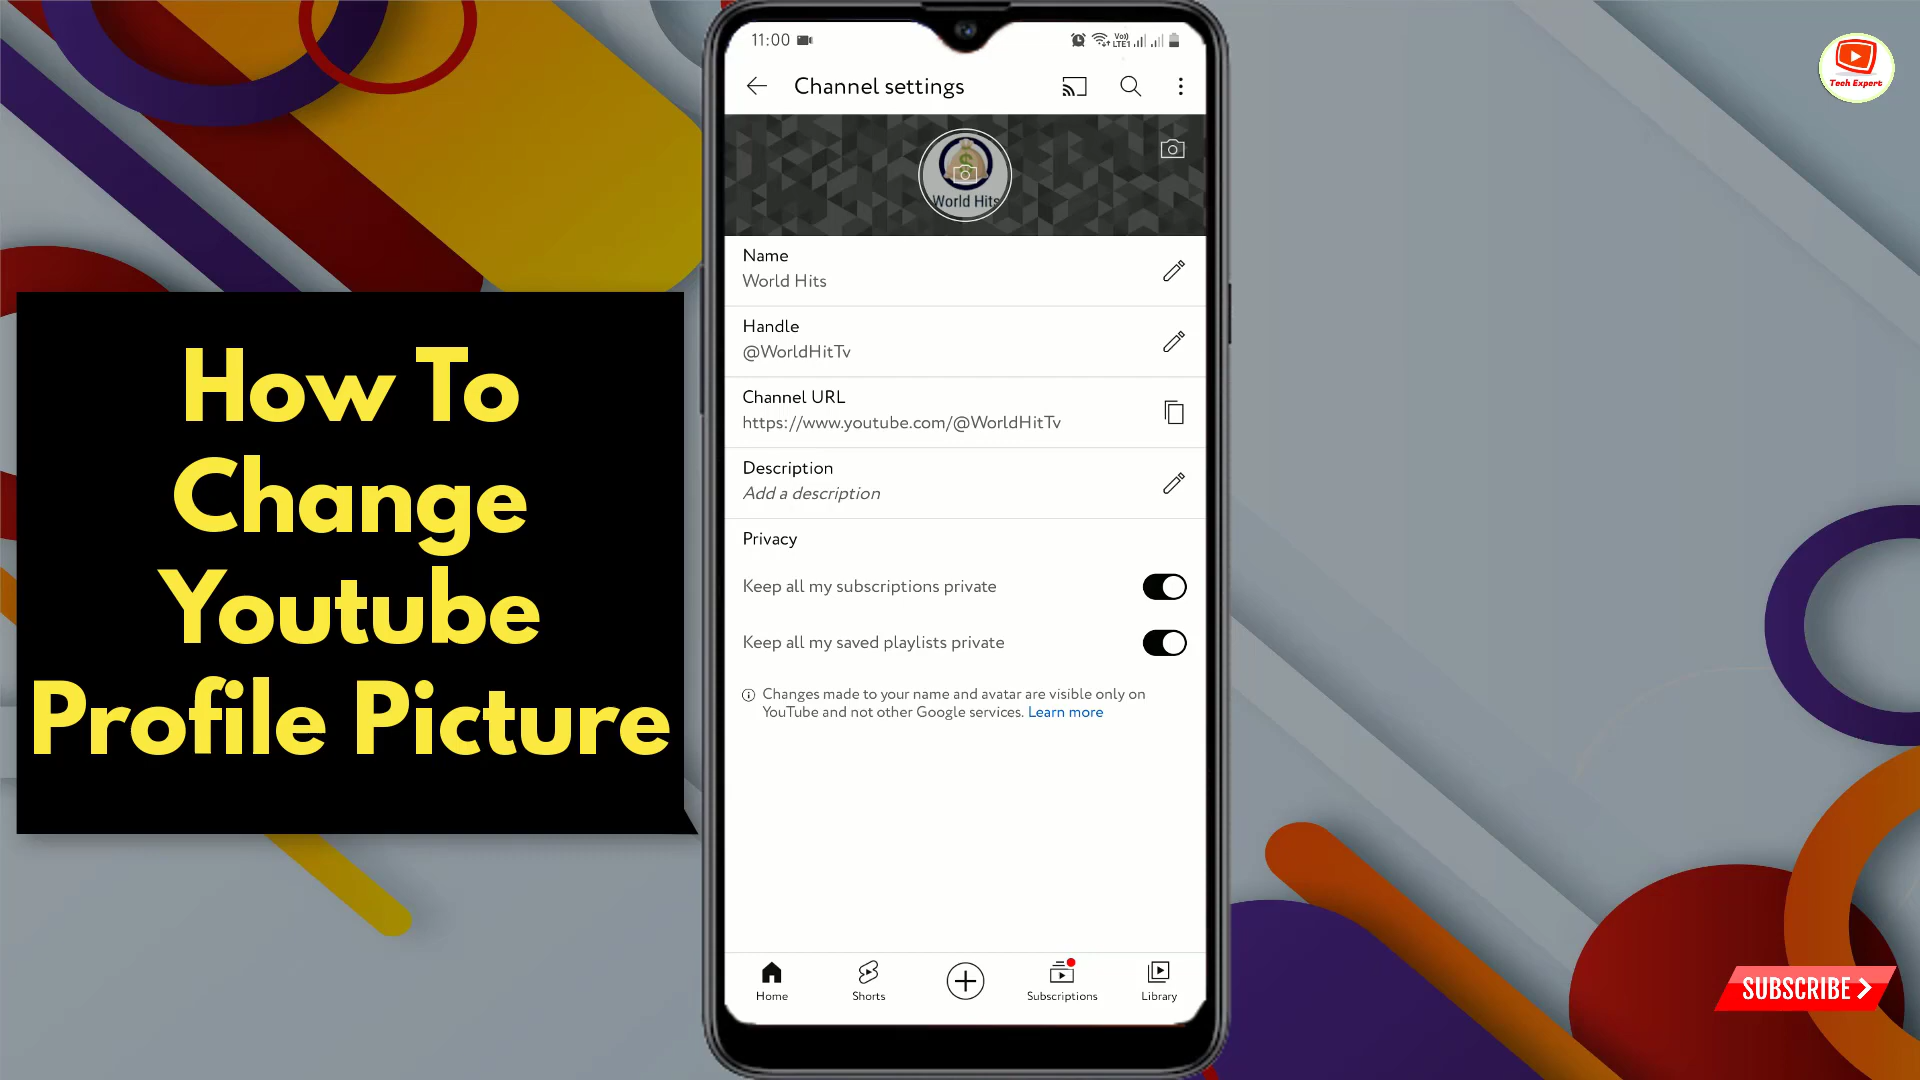 How To
Change
Youtube
Profile Picture
11:00
Vo)
LTE1
Channel settings
World Hits
Name
World Hits
Handle
@WorldHitTv
Channel URL
https://www.youtube.com/@WorldHitTv
Description
Add a description
Privacy
Keep all my subscriptions private
Keep all my saved playlists private
Changes made to your name and avatar are visible only on
YouTube and not other Google services. Learn more
Home
Shorts
Subscriptions
Library
Tech Expert
SUBSCRIBE